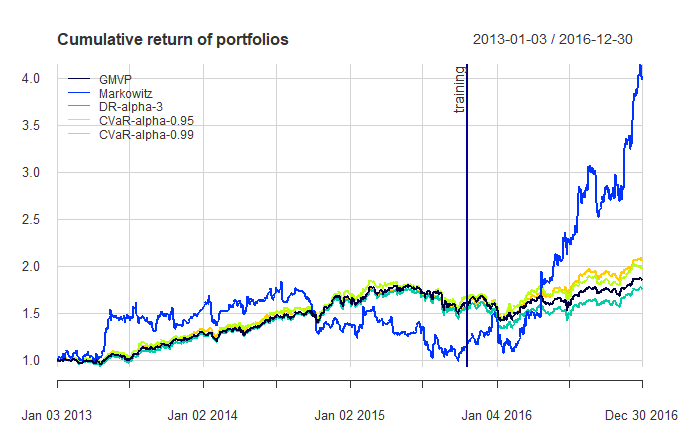 Cumulative return of portfolios
2013-01-03 / 2016-12-30
4.0
3.5
3.0
2.5
2.0
1.5
1.0
GMVP
Markowitz
DR-alpha-3
CVaR-alpha-0.95
CVaR-alpha-0.99
training
Jan 03 2013
Jan 02 2014
Jan 02 2015
Jan 04 2016
Dec 30 2016